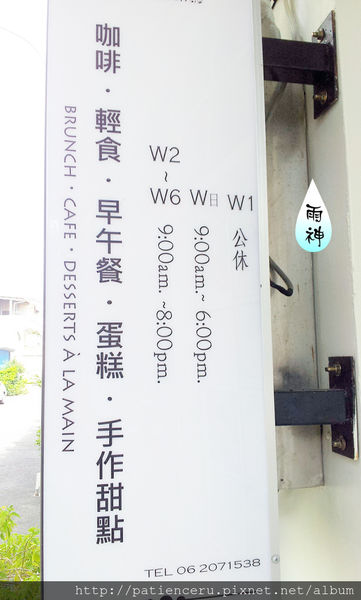 咖啡・輕食・早午餐・蛋糕・手作甜點
BRUNCH・CAFE・DESSERTS À LA MAIN
W1
公休
W日
9:00am.~6:00pm.
W2
~
W6
9:00am.~8:00pm.
TEL 06 2071538
雨神
http://patienceru.pixnet.net/album